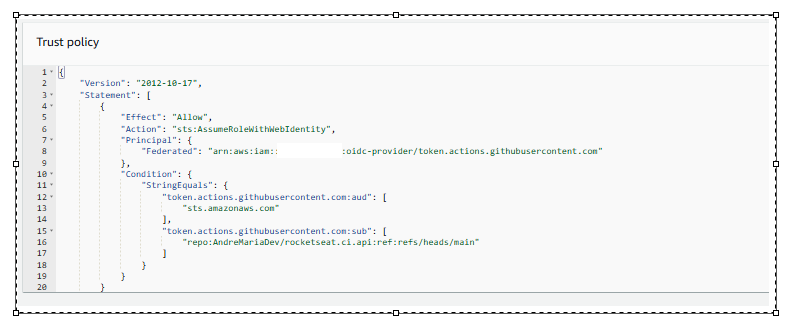 Trust policy
1 {
2 "Version": "2012-10-17",
3 "Statement": [
4 {
5 "Effect": "Allow",
6 "Action": "sts:AssumeRoleWithWebIdentity",
7 "Principal": {
8 "Federated": "arn:aws:iam:: :oidc-provider/token.actions.githubusercontent.com"
9 },
10 "Condition": {
11 "StringEquals": {
12 "token.actions.githubusercontent.com:aud": [
13 "sts.amazonaws.com"
14 ],
15 "token.actions.githubusercontent.com:sub": [
16 "repo:AndreMariaDev/rocketseat.ci.api:ref:refs/heads/main"
17 ]
18 }
19 }
20 }